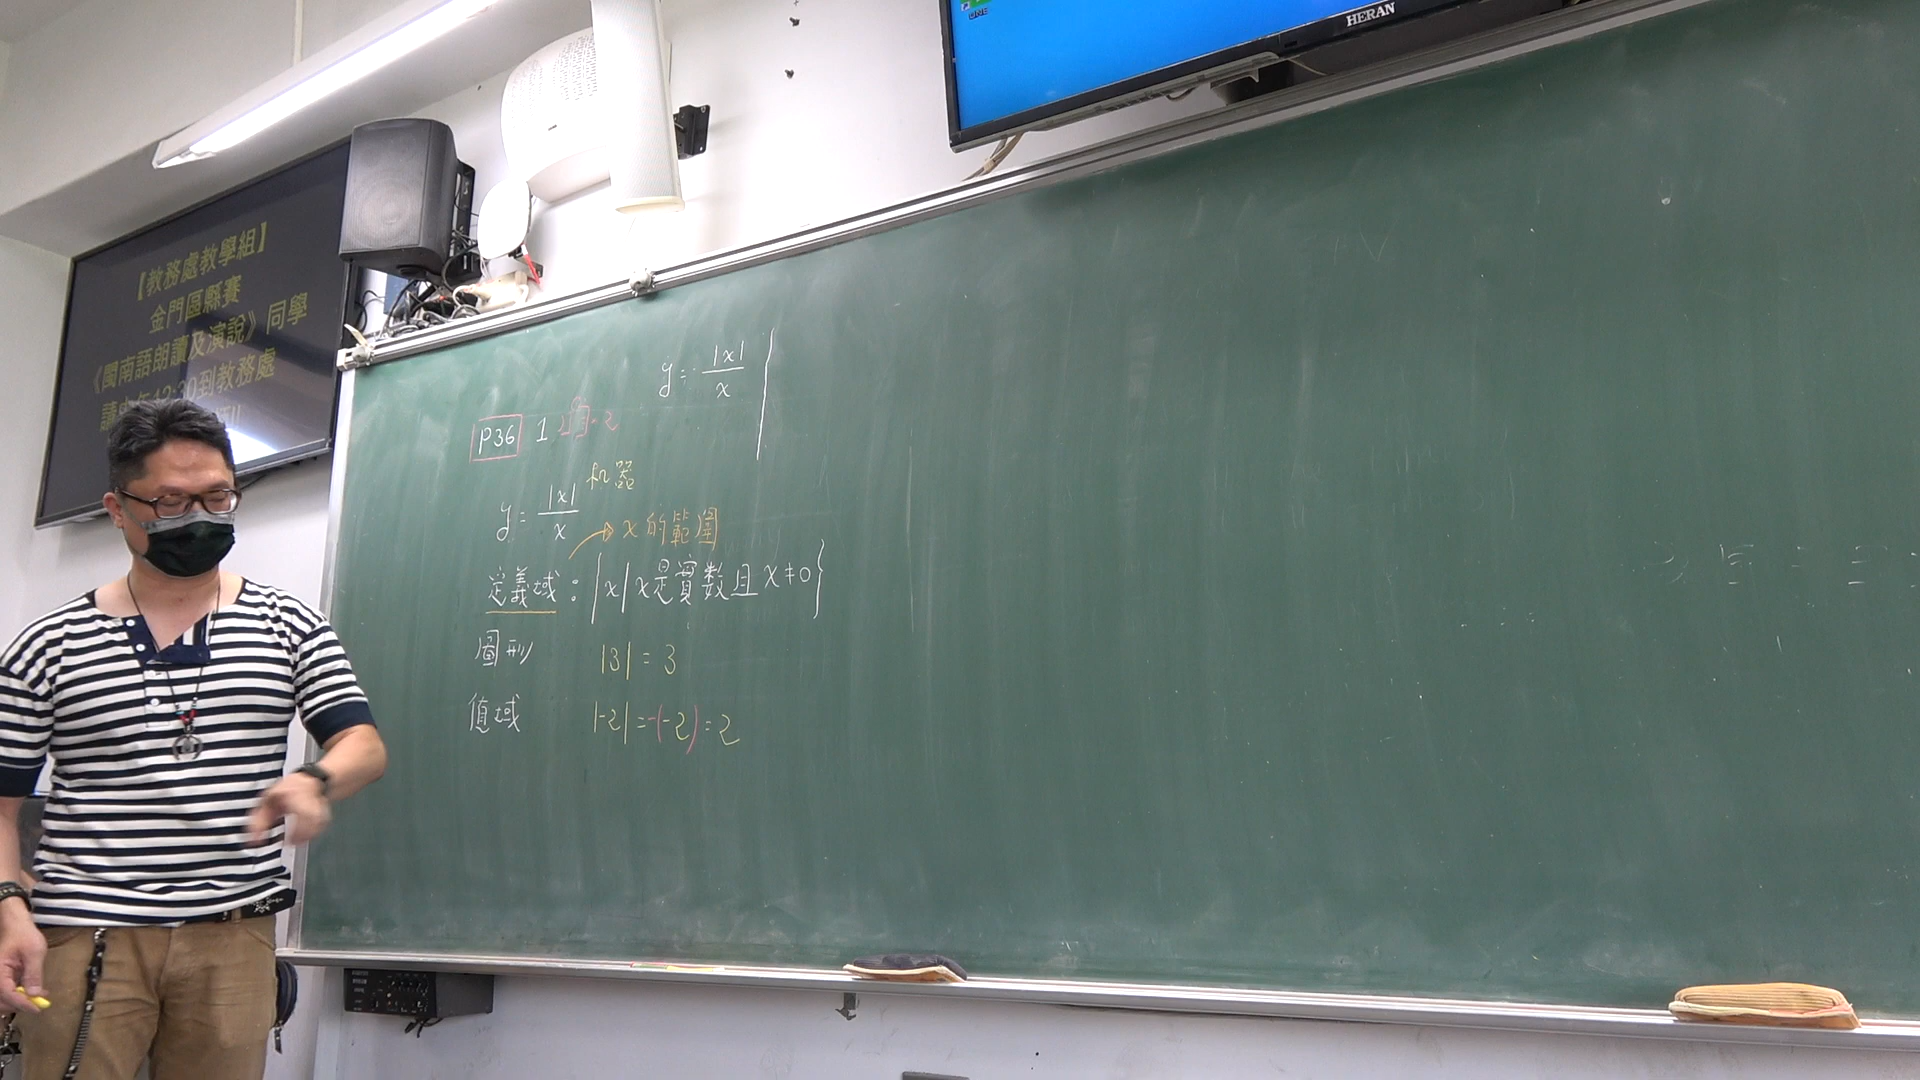 HERAN
【教務處教學組】
金門區縣賽
《閩南語朗讀及演說》同學
y = |x| / x
P36 1
机器
y = |x| / x
x的範圍
定義域：{x|x是實數且x≠0}
圖形
|3| = 3
值域
|-2| = -(-2) = 2